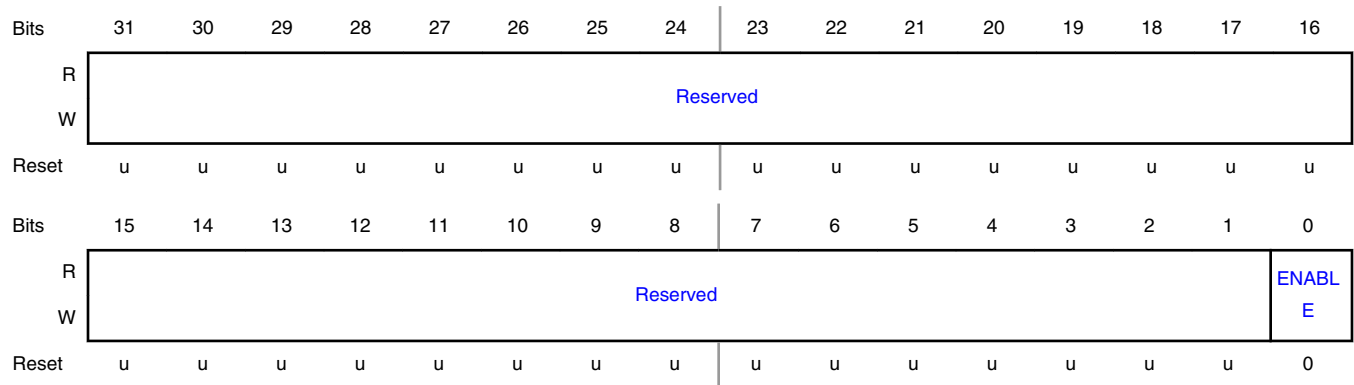 Bits 31 30 29 28 27 26 25 24 23 22 21 20 19 18 17 16
R
Reserved
W
Reset u u u u u u u u u u u u u u u u
Bits 15 14 13 12 11 10 9 8 7 6 5 4 3 2 1 0
R
Reserved
ENABL
E
W
Reset u u u u u u u u u u u u u u u 0